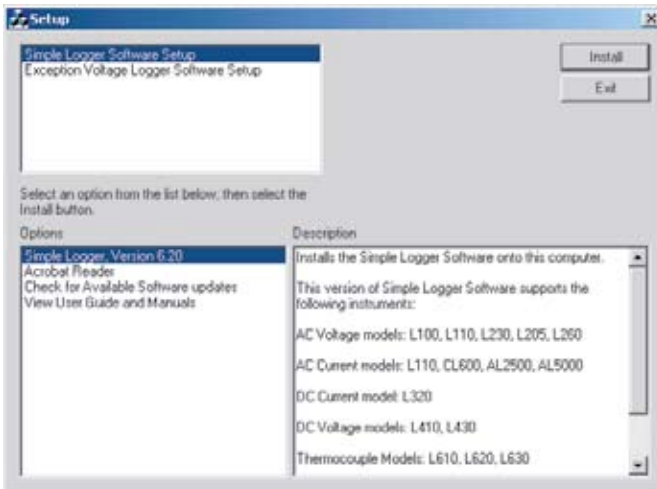 Setup
Simple Logger Software Setup
Exception Voltage Logger Software Setup
Install
Exit
Select an option from the list below, then select the
Install button.
Options
Simple Logger, Version 6.20
Acrobat Reader
Check for Available Software updates
View User Guide and Manuals
Description
Installs the Simple Logger Software onto this computer.
This version of Simple Logger Software supports the
following instruments:
AC Voltage models: L100, L110, L230, L205, L260
AC Current models: L110, CL600, AL2500, AL5000
DC Current model: L320
DC Voltage models: L410, L430
Thermocouple Models: L610, L620, L630